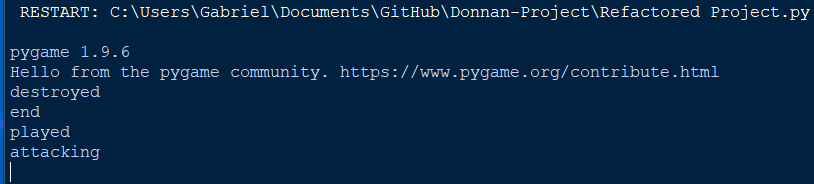 RESTART: C:\Users\Gabriel\Documents\GitHub\Donnan-Project\Refactored Project.py
pygame 1.9.6
Hello from the pygame community. https://www.pygame.org/contribute.html
destroyed
end
played
attacking